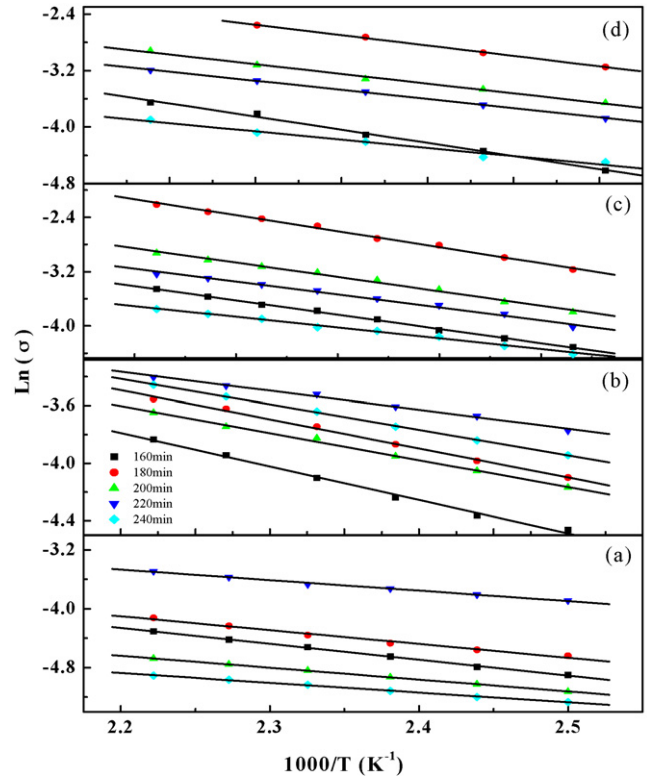 -2.4
(d)
-3.2
-4.0
-4.8
(c)
-2.4
-3.2
-4.0
Ln ( σ )
(b)
-3.6
-4.0
-4.4
160min
180min
200min
220min
240min
(a)
-3.2
-4.0
-4.8
2.2 2.3 2.4 2.5
1000/T (K-1)